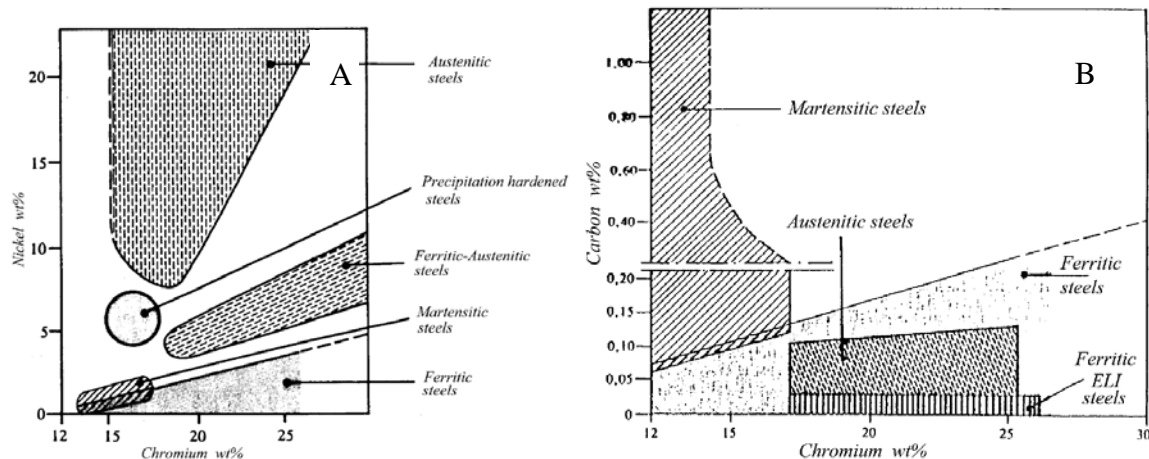 A
20
15
10
5
0
Nickel wt%
12
15
20
25
Chromium wt%
Austenitic
steels
Precipitation hardened
steels
Ferritic-Austenitic
steels
Martensitic
steels
Ferritic
steels
B
1,00
0,60
0,40
0,20
0,15
0,10
0,05
0
Carbon wt%
12
15
20
25
30
Chromium wt%
Martensitic steels
Austenitic steels
Ferritic
steels
Ferritic
ELI
steels